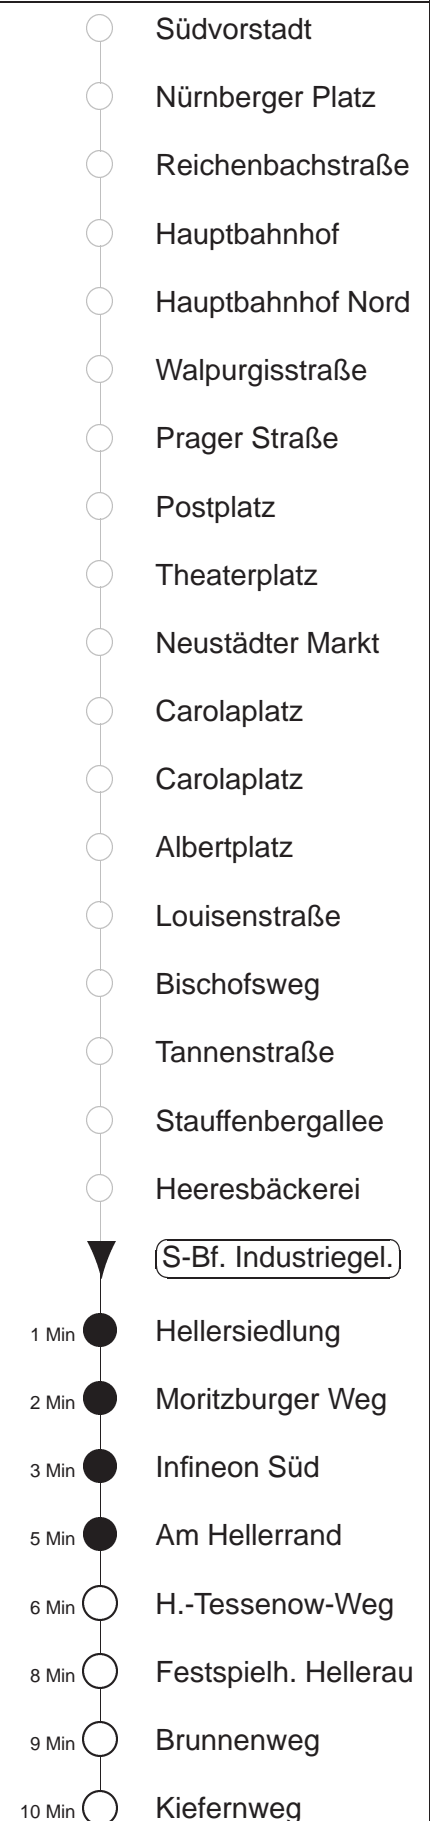 Südvorstadt
Nürnberger Platz
Reichenbachstraße
Hauptbahnhof
Hauptbahnhof Nord
Walpurgisstraße
Prager Straße
Postplatz
Theaterplatz
Neustädter Markt
Carolaplatz
Carolaplatz
Albertplatz
Louisenstraße
Bischofsweg
Tannenstraße
Stauffenbergallee
Heeresbäckerei
S-Bf. Industriegel.
1 Min Hellersiedlung
2 Min Moritzburger Weg
3 Min Infineon Süd
5 Min Am Hellerrand
6 Min H.-Tessenow-Weg
8 Min Festspielh. Hellerau
9 Min Brunnenweg
10 Min Kiefernweg